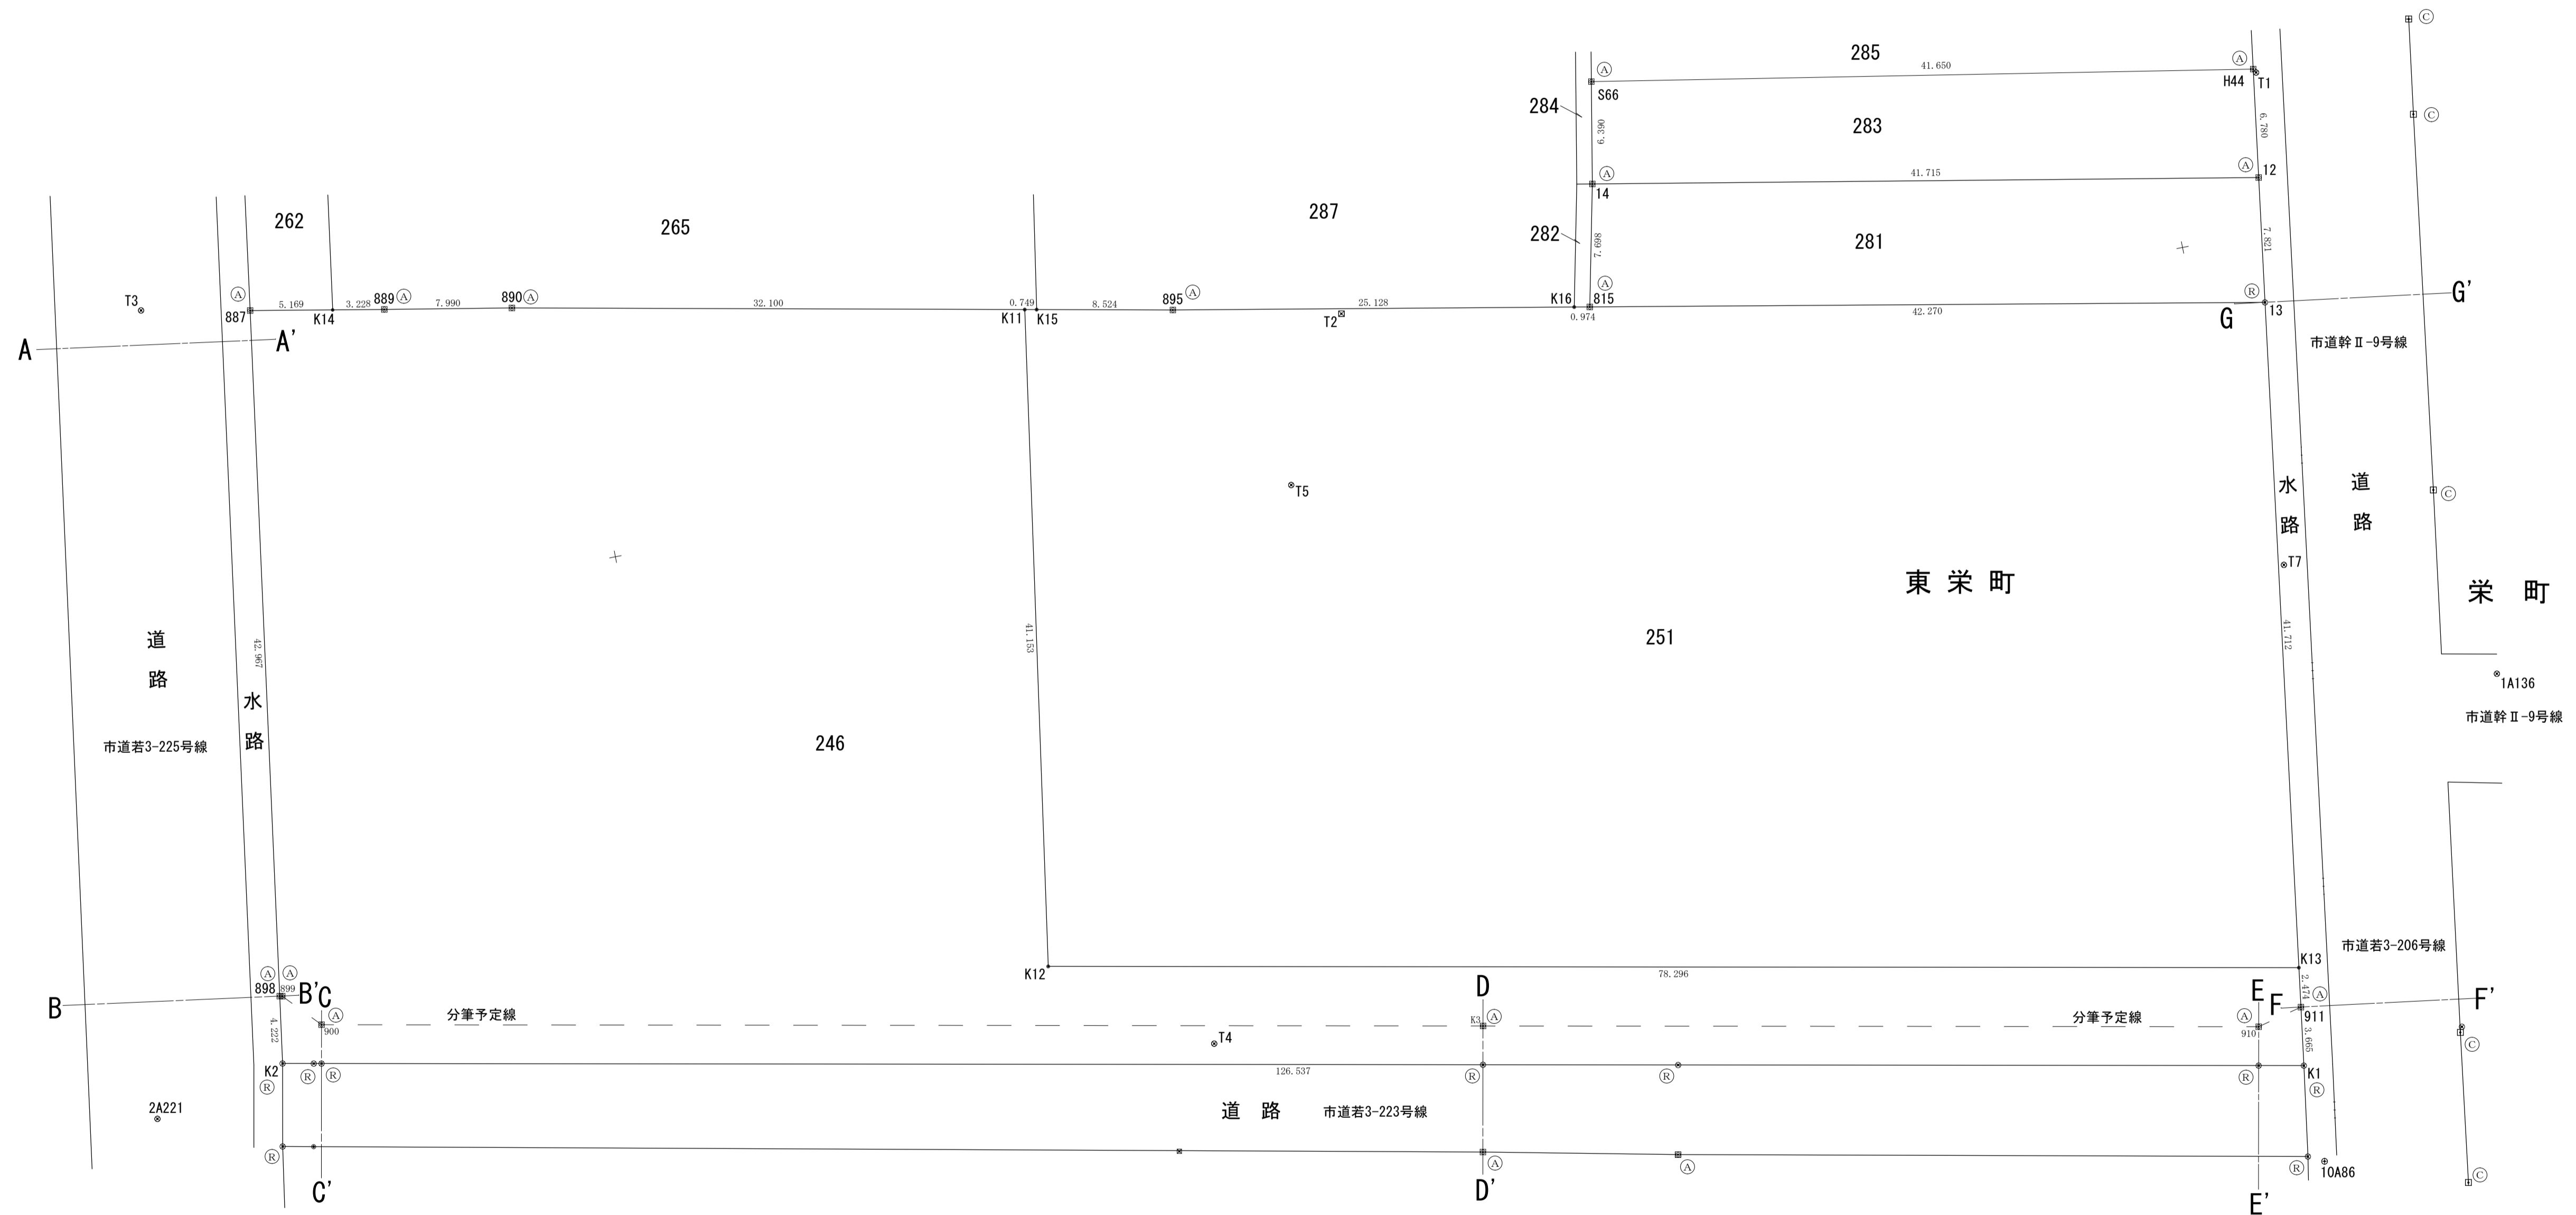 C
285
41.650
A
A
H44
T1
S66
284
6.390
283
6.780
C
A
A
12
41.715
14
262
265
287
282
7.698
281
7.821
T3
A
887
5.169
K14
3.228
889
A
7.990
890
A
32.100
0.749
K11
K15
8.524
895
A
25.128
T2
K16
A
815
0.974
42.270
R
G
13
G'
A
A'
市道幹Ⅱ-9号線
T5
C
水路
道路
T7
東栄町
栄町
251
道路
42.967
41.153
41.712
1A136
水路
市道幹Ⅱ-9号線
市道若3-225号線
246
市道若3-206号線
K12
78.296
K13
2.474
A
A
898
899
B
B'
C
D
E
F
F'
A
911
4.222
A
900
分筆予定線
K3
A
分筆予定線
A
910
3.665
C
T4
K2
R
R
R
126.537
R
R
R
K1
R
2A221
道路
市道若3-223号線
R
A
A
R
10A86
C
C'
D'
E'